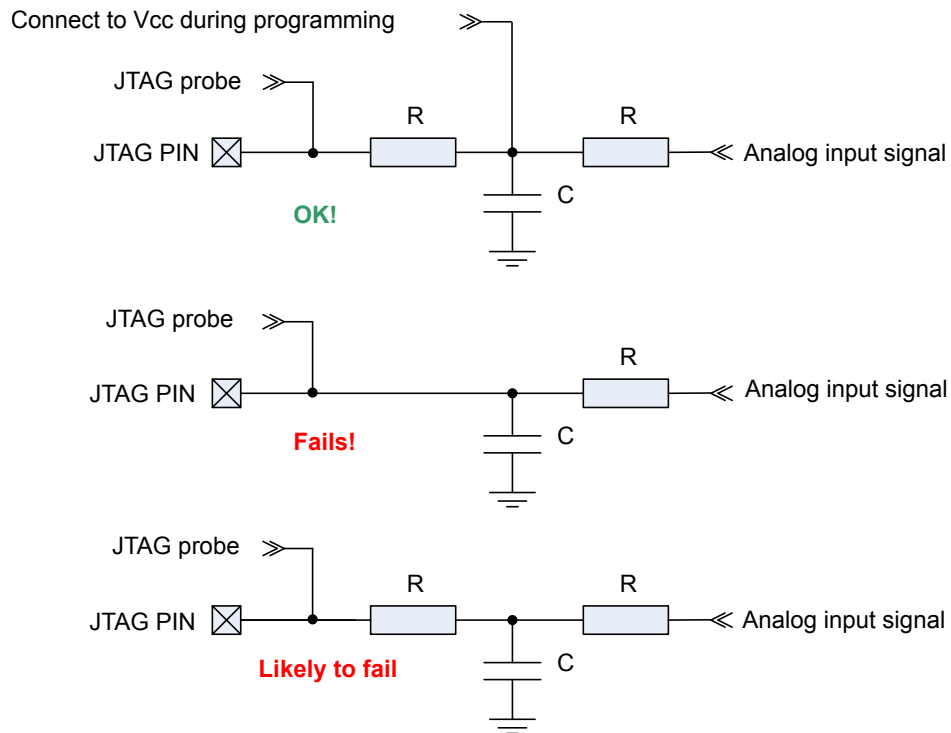 Connect to Vcc during programming
JTAG probe
R
R
JTAG PIN
Analog input signal
C
OK!
JTAG probe
R
JTAG PIN
Analog input signal
C
Fails!
JTAG probe
R
R
JTAG PIN
Analog input signal
C
Likely to fail